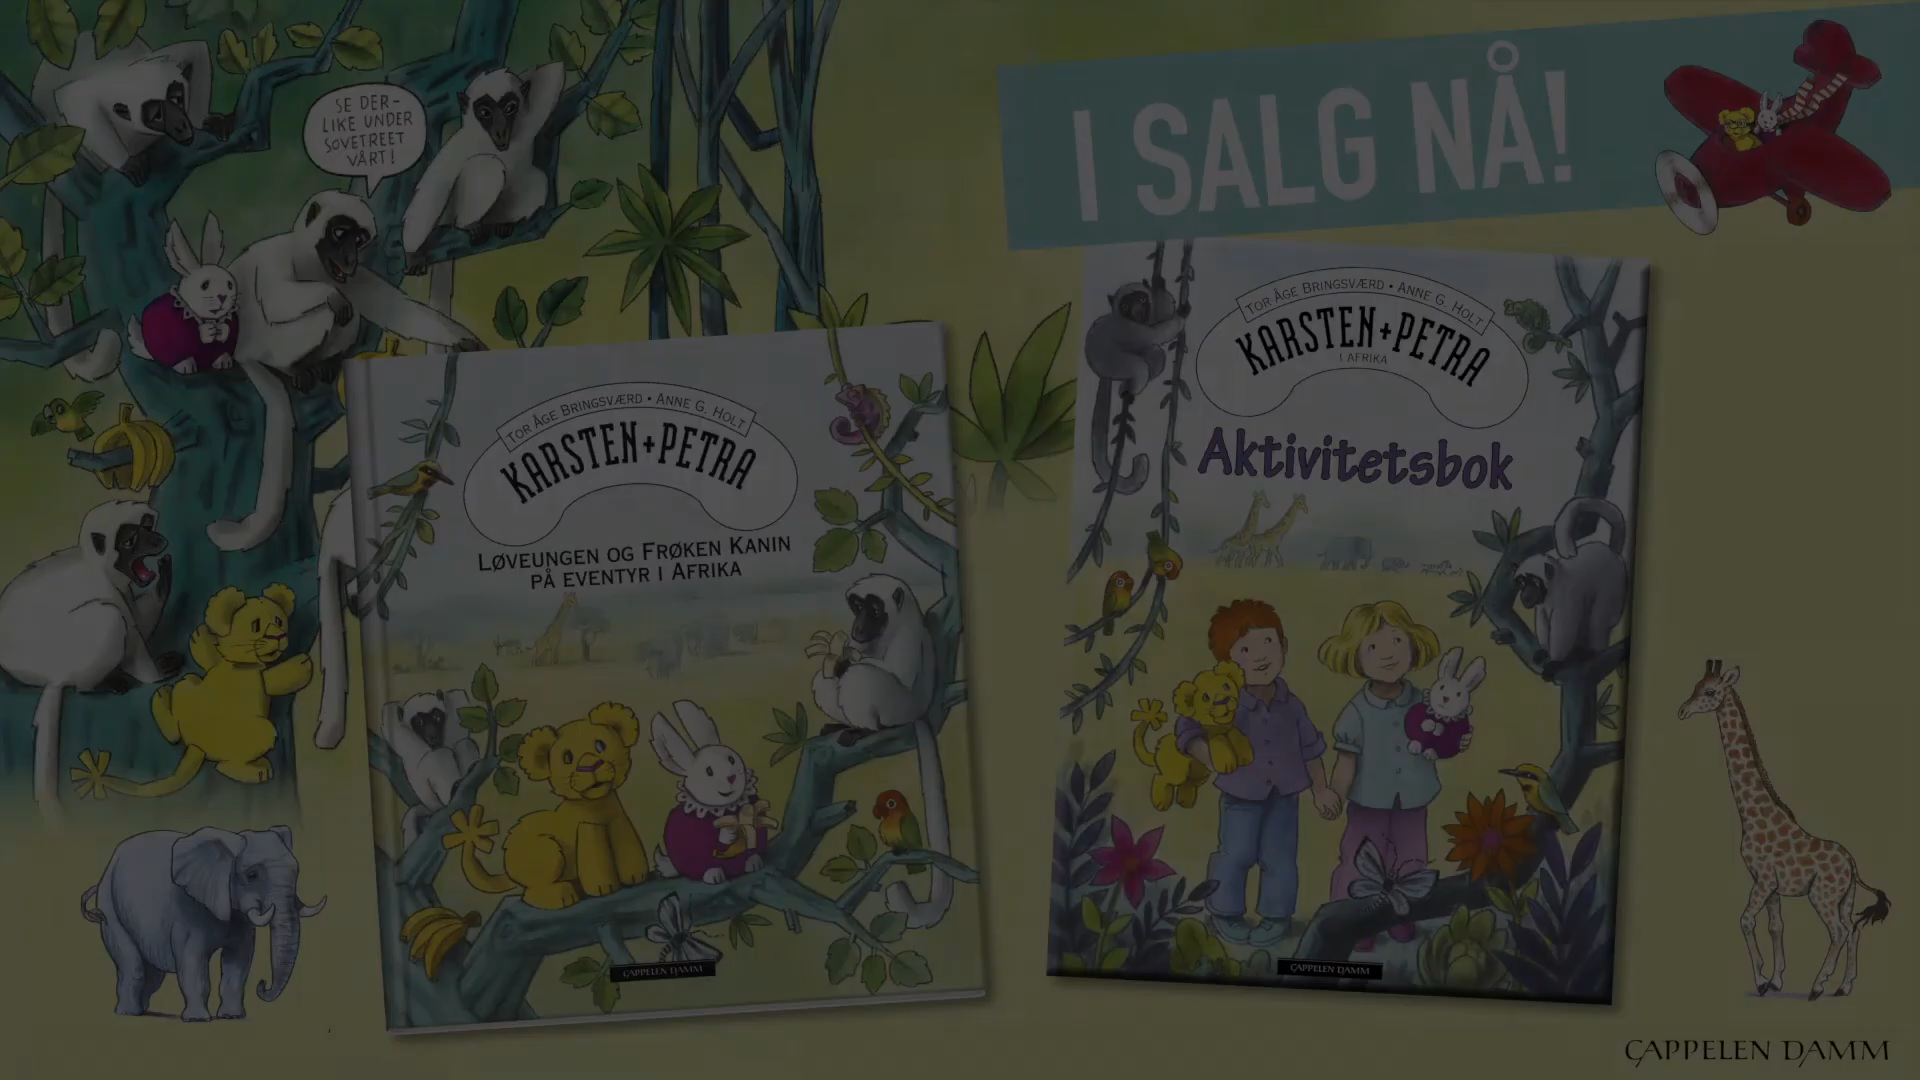 SE DER-
LIKE UNDER
SOVETREET
VÅRT!
I SALG NÅ!
TOR ÅGE BRINGSVÆRD • ANNE G. HOLT
KARSTEN+PETRA
LØVEUNGEN OG FRØKEN KANIN
PÅ EVENTYR I AFRIKA
CAPPELEN DAMM
TOR ÅGE BRINGSVÆRD • ANNE G. HOLT
KARSTEN+PETRA
I AFRIKA
Aktivitetsbok
CAPPELEN DAMM
CAPPELEN DAMM